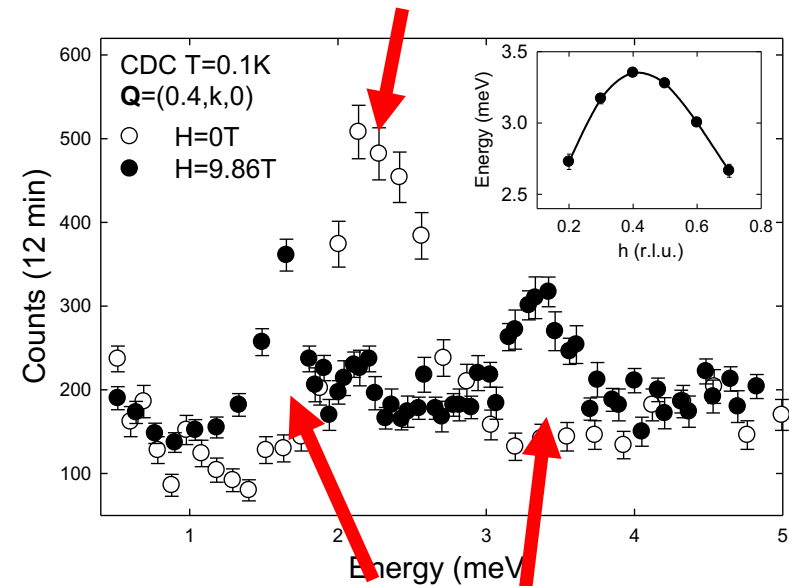 600
500
400
300
200
100
Counts (12 min)
CDC T=0.1K
Q=(0.4,k,0)
H=0T
H=9.86T
3.5
3.0
2.5
Energy (meV)
0.2 0.4 0.6 0.8
h (r.l.u.)
1 2 3 4 5
Energy (meV